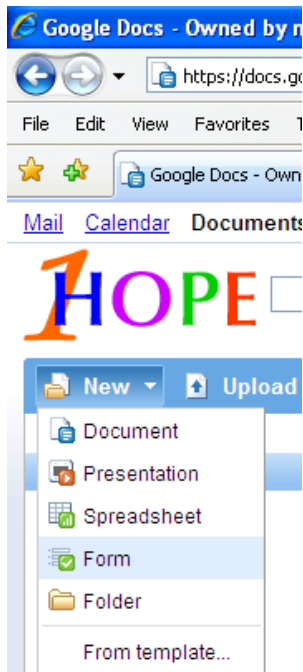 Google Docs - Owned by
https://docs.go
File Edit View Favorites
Google Docs - Own
Mail Calendar Documents
1HOPE
New Upload
Document
Presentation
Spreadsheet
Form
Folder
From template...